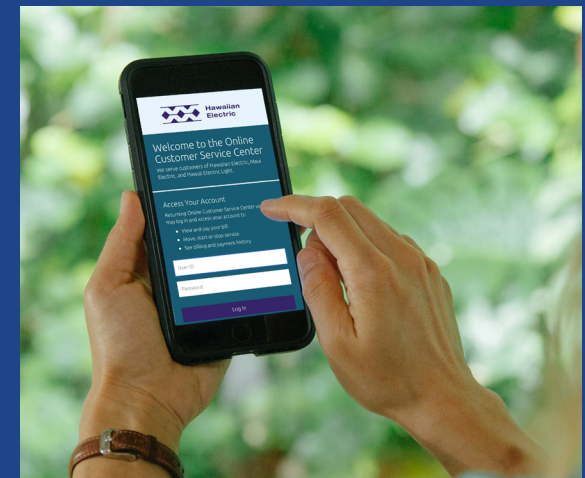 Hawaiian
Electric
Welcome to the Online
Customer Service Center
We serve customers of Hawaiian Electric, Maui
Electric, and Hawaii Electric Light.
Access Your Account
Returning Online Customer Service Center
may log in and access your account to:
View and pay your bill
Move, start or stop service
See billing and payment history
User ID
Password
Log In